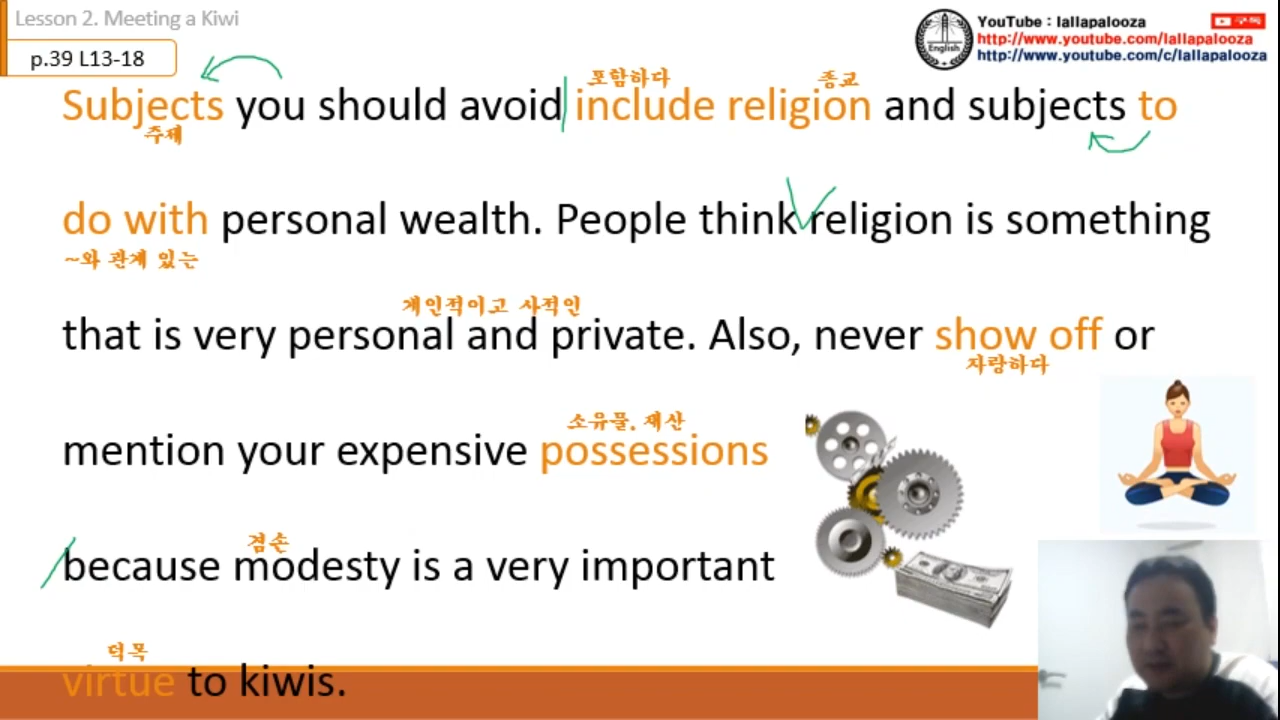 Lesson 2. Meeting a Kiwi
p.39 L13-18
English
YouTube : lallapalooza
구독
http://www.youtube.com/lallapalooza
http://www.youtube.com/c/lallapalooza
포함하다 종교
Subjects you should avoid include religion and subjects to
주제
do with personal wealth. People think religion is something
~와 관계 있는
개인적이고 사적인
that is very personal and private. Also, never show off or
자랑하다
소유물, 재산
mention your expensive possessions
겸손
because modesty is a very important
덕목
virtue to kiwis.